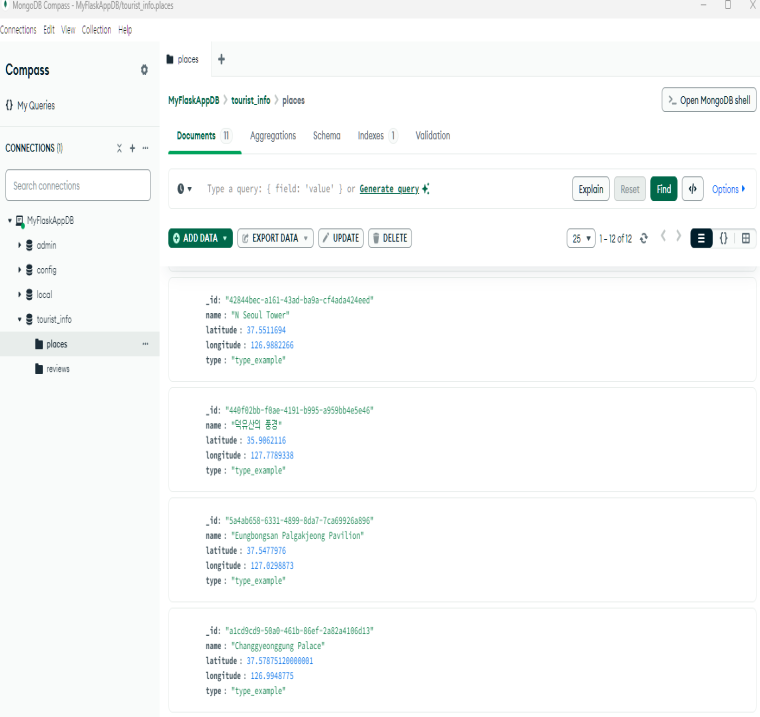 MongoDB Compass - MyFlaskAppDB/tourist_info.places
Connections Edit View Collection Help
Compass
places
{} My Queries
MyFlaskAppDB > tourist_info > places
>_ Open MongoDB shell
Documents 11 Aggregations Schema Indexes 1 Validation
CONNECTIONS (1)
Search connections
Type a query: { field: 'value' } or Generate query
Explain Reset Find </> Options
MyFlaskAppDB
admin
config
local
tourist_info
places
reviews
ADD DATA EXPORT DATA UPDATE DELETE
25 1 - 12 of 12
_id: "42844bec-a161-43ad-ba9a-cf4ada424eed"
name : "N Seoul Tower"
latitude : 37.5511694
longitude : 126.9882266
type : "type_example"
_id: "440f02bb-f0ae-4191-b995-a959bb4e5e46"
name : "덕유산의 풍경"
latitude : 35.9062116
longitude : 127.7789338
type : "type_example"
_id: "5a4ab658-6331-4899-8da7-7ca69926a896"
name : "Eungbongsan Palgakjeong Pavilion"
latitude : 37.5477976
longitude : 127.0298873
type : "type_example"
_id: "a1cd9cd9-50a0-461b-86ef-2a82a4106d13"
name : "Changgyeonggung Palace"
latitude : 37.57875120000001
longitude : 126.9948775
type : "type_example"